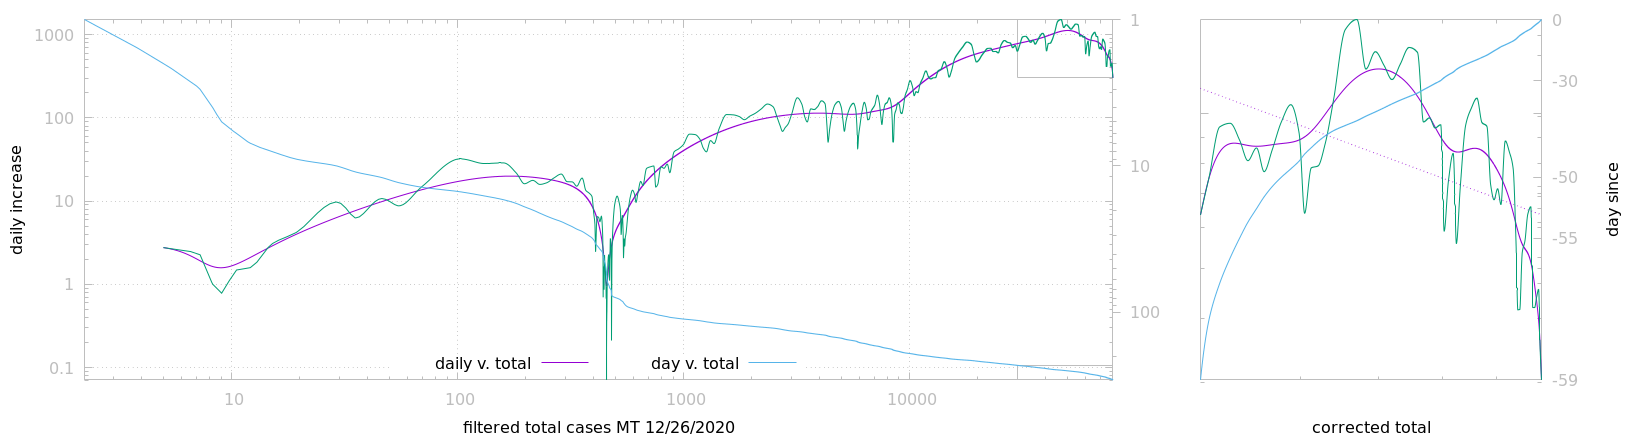 1000
100
10
1
0.1
daily increase
daily v. total
day v. total
10
100
1000
10000
filtered total cases MT 12/26/2020
1
10
100
0
-30
-50
-55
-59
day since
corrected total